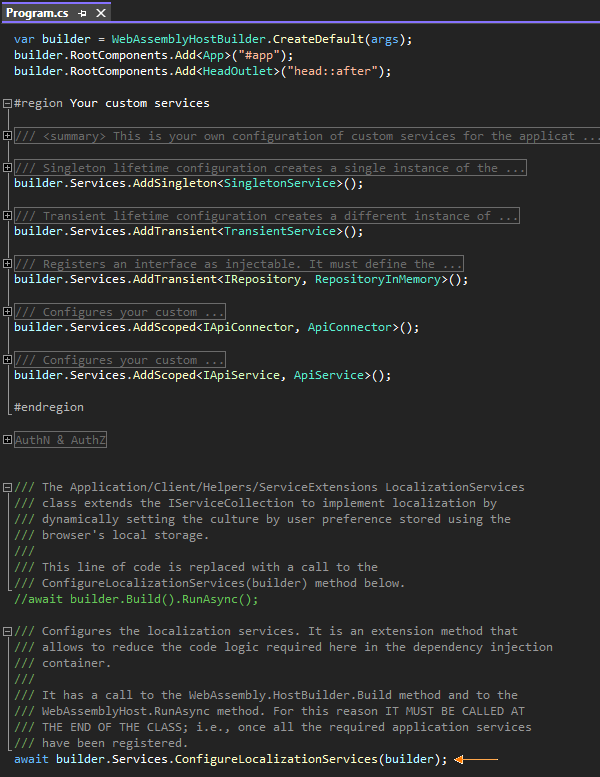 Program.cs
var builder = WebAssemblyHostBuilder.CreateDefault(args);
builder.RootComponents.Add<App>("#app");
builder.RootComponents.Add<HeadOutlet>("head::after");
#region Your custom services
/// <summary> This is your own configuration of custom services for the applicat ...
/// Singleton lifetime configuration creates a single instance of the ...
builder.Services.AddSingleton<SingletonService>();
/// Transient lifetime configuration creates a different instance of ...
builder.Services.AddTransient<TransientService>();
/// Registers an interface as injectable. It must define the ...
builder.Services.AddTransient<IRepository, RepositoryInMemory>();
/// Configures your custom ...
builder.Services.AddScoped<IApiConnector, ApiConnector>();
/// Configures your custom ...
builder.Services.AddScoped<IApiService, ApiService>();
#endregion
AuthN & AuthZ
/// The Application/Client/Helpers/ServiceExtensions LocalizationServices
/// class extends the IServiceCollection to implement localization by
/// dynamically setting the culture by user preference stored using the
/// browser's local storage.
///
/// This line of code is replaced with a call to the
/// ConfigureLocalizationServices(builder) method below.
//await builder.Build().RunAsync();
/// Configures the localization services. It is an extension method that
/// allows to reduce the code logic required here in the dependency injection
/// container.
///
/// It has a call to the WebAssembly.HostBuilder.Build method and to the
/// WebAssemblyHost.RunAsync method. For this reason IT MUST BE CALLED AT
/// THE END OF THE CLASS; i.e., once all the required application services
/// have been registered.
await builder.Services.ConfigureLocalizationServices(builder);